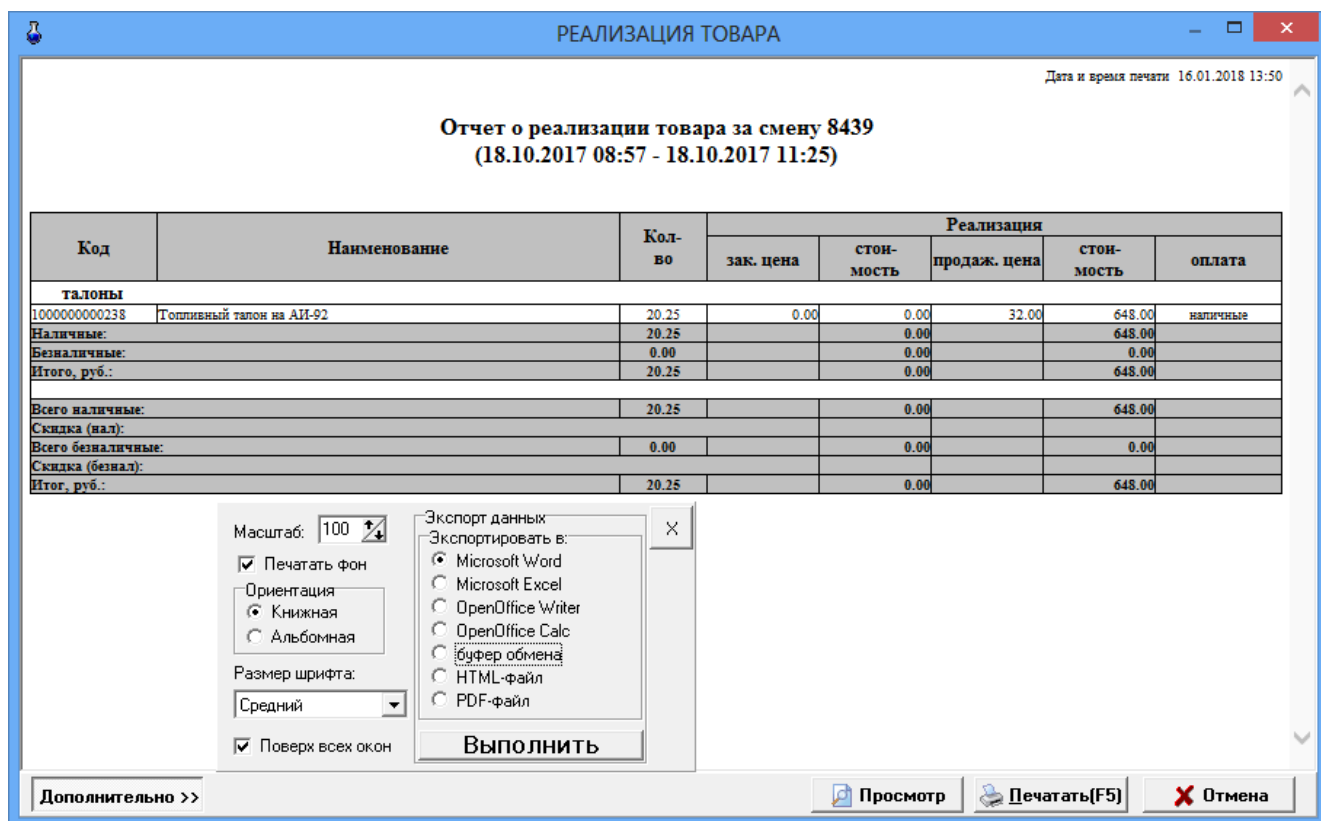 РЕАЛИЗАЦИЯ ТОВАРА
Дата и время печати 16.01.2018 13:50
Отчет о реализации товара за смену 8439
(18.10.2017 08:57 - 18.10.2017 11:25)
Код Наименование Кол-во Реализация
зак. цена стои-мость продаж. цена стои-мость оплата
талоны
1000000000238 Топливный талон на АИ-92 20.25 0.00 0.00 32.00 648.00 наличные
Наличные: 20.25 0.00 648.00
Безналичные: 0.00 0.00 0.00
Итого, руб.: 20.25 0.00 648.00
Всего наличные: 20.25 0.00 648.00
Скидка (нал):
Всего безналичные: 0.00 0.00 0.00
Скидка (безнал):
Итог, руб.: 20.25 0.00 648.00
Масштаб: 100
Печатать фон
Ориентация
Книжная
Альбомная
Размер шрифта:
Средний
Поверх всех окон
Экспорт данных
Экспортировать в:
Microsoft Word
Microsoft Excel
OpenOffice Writer
OpenOffice Calc
буфер обмена
HTML-файл
PDF-файл
Выполнить
X
Дополнительно >>
Просмотр
Печатать(F5)
Отмена